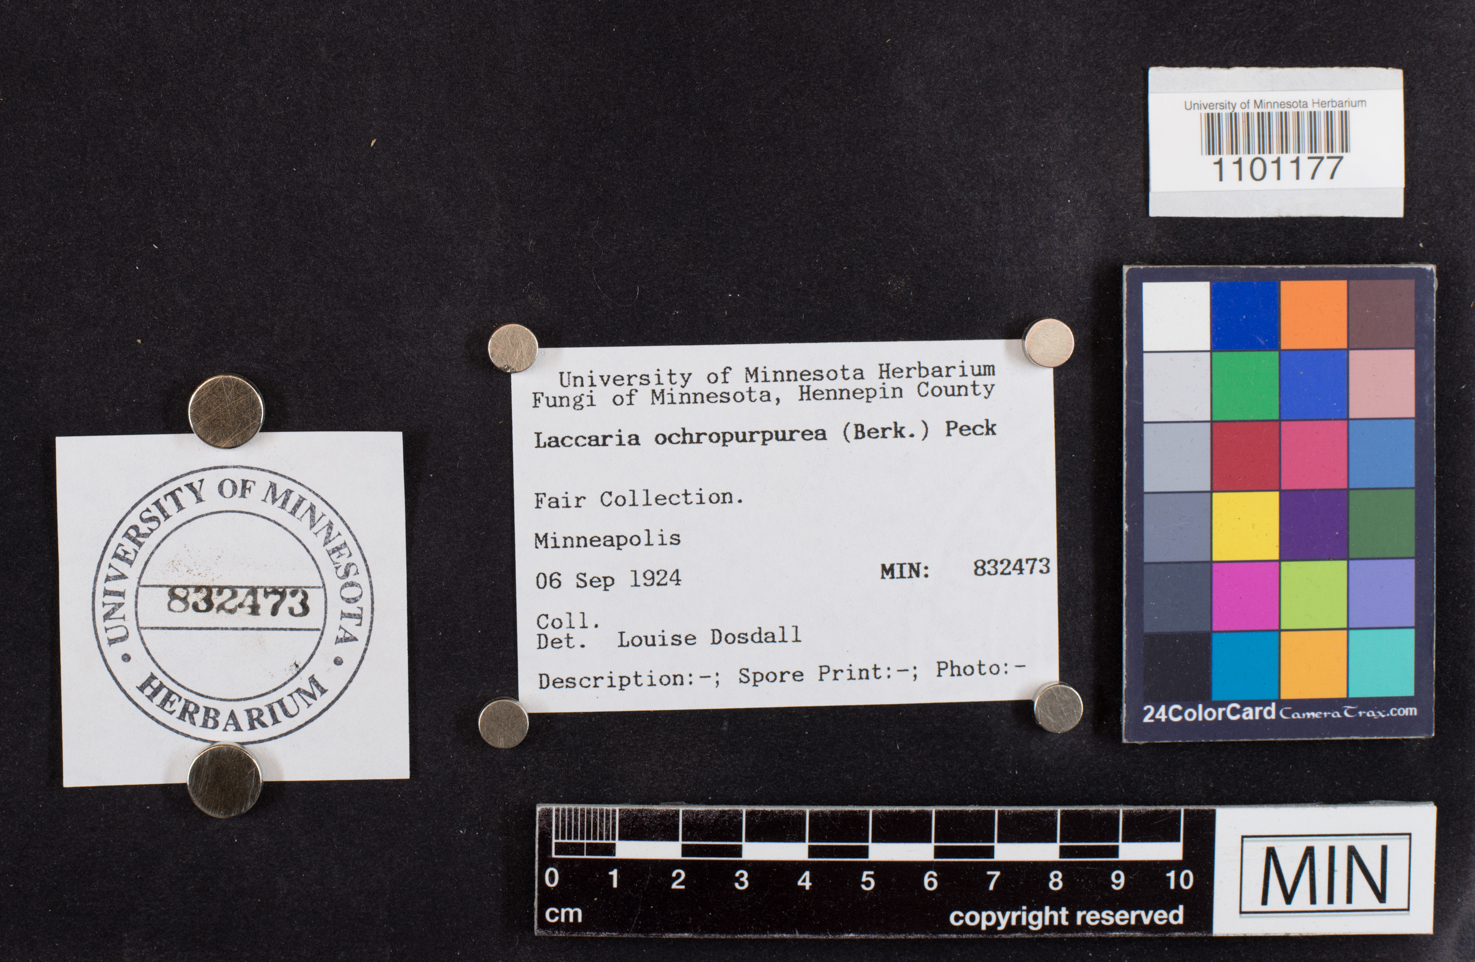 University of Minnesota Herbarium
1101177
University of Minnesota Herbarium
Fungi of Minnesota, Hennepin County
Laccaria ochropurpurea (Berk.) Peck
Fair Collection.
Minneapolis
06 Sep 1924
MIN: 832473
Coll.
Det. Louise Dosdall
Description:-; Spore Print:-; Photo:-
UNIVERSITY OF MINNESOTA
832473
HERBARIUM
24ColorCard CameraTrax.com
0 1 2 3 4 5 6 7 8 9 10
cm
copyright reserved
MIN